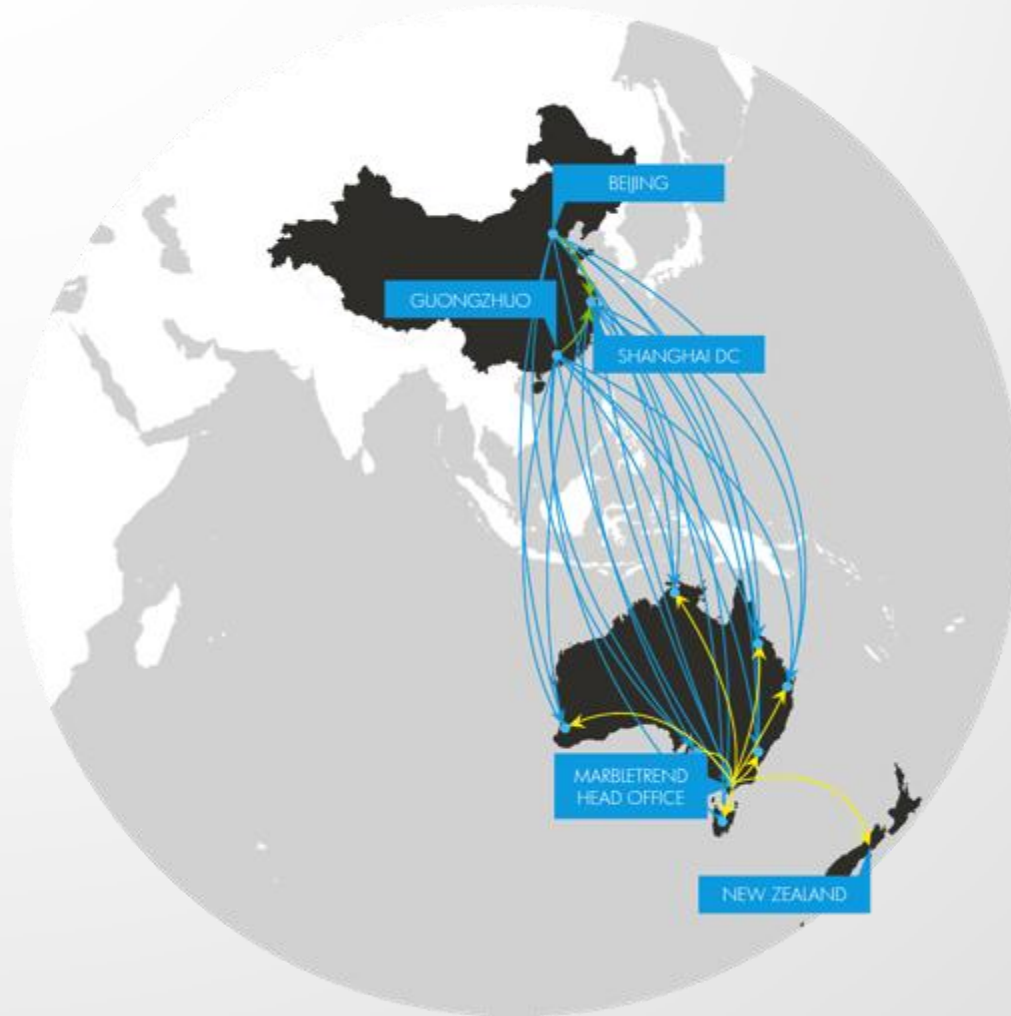 BEIJING
GUONGZHUO
SHANGHAI DC
MARBLETREND
HEAD OFFICE
NEW ZEALAND